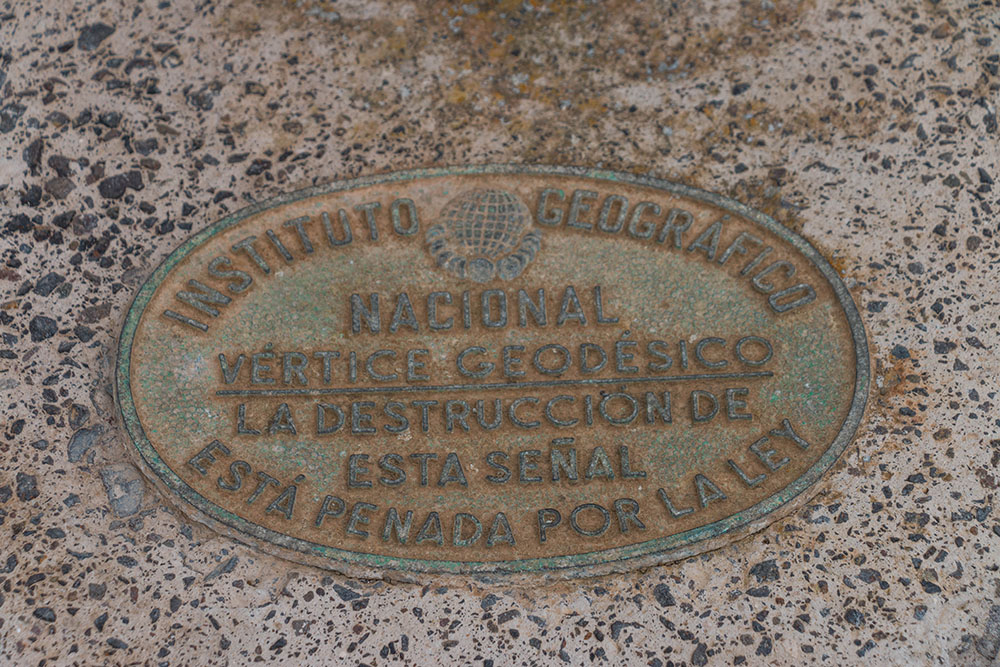 INSTITUTO GEOGRÁFICO
NACIONAL
VÉRTICE GEODÉSICO
LA DESTRUCCIÓN DE
ESTA SEÑAL
ESTÁ PENADA POR LA LEY